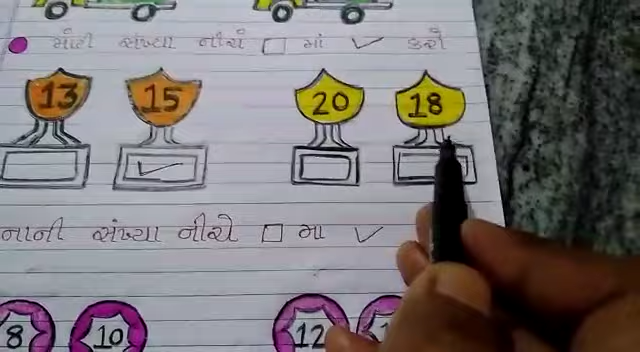 મોટી સંખ્યા નીચે □ માં ✓ કરો
13 15 20 18
✓
નાની સંખ્યા નીચે □ મા ✓
8 10 12